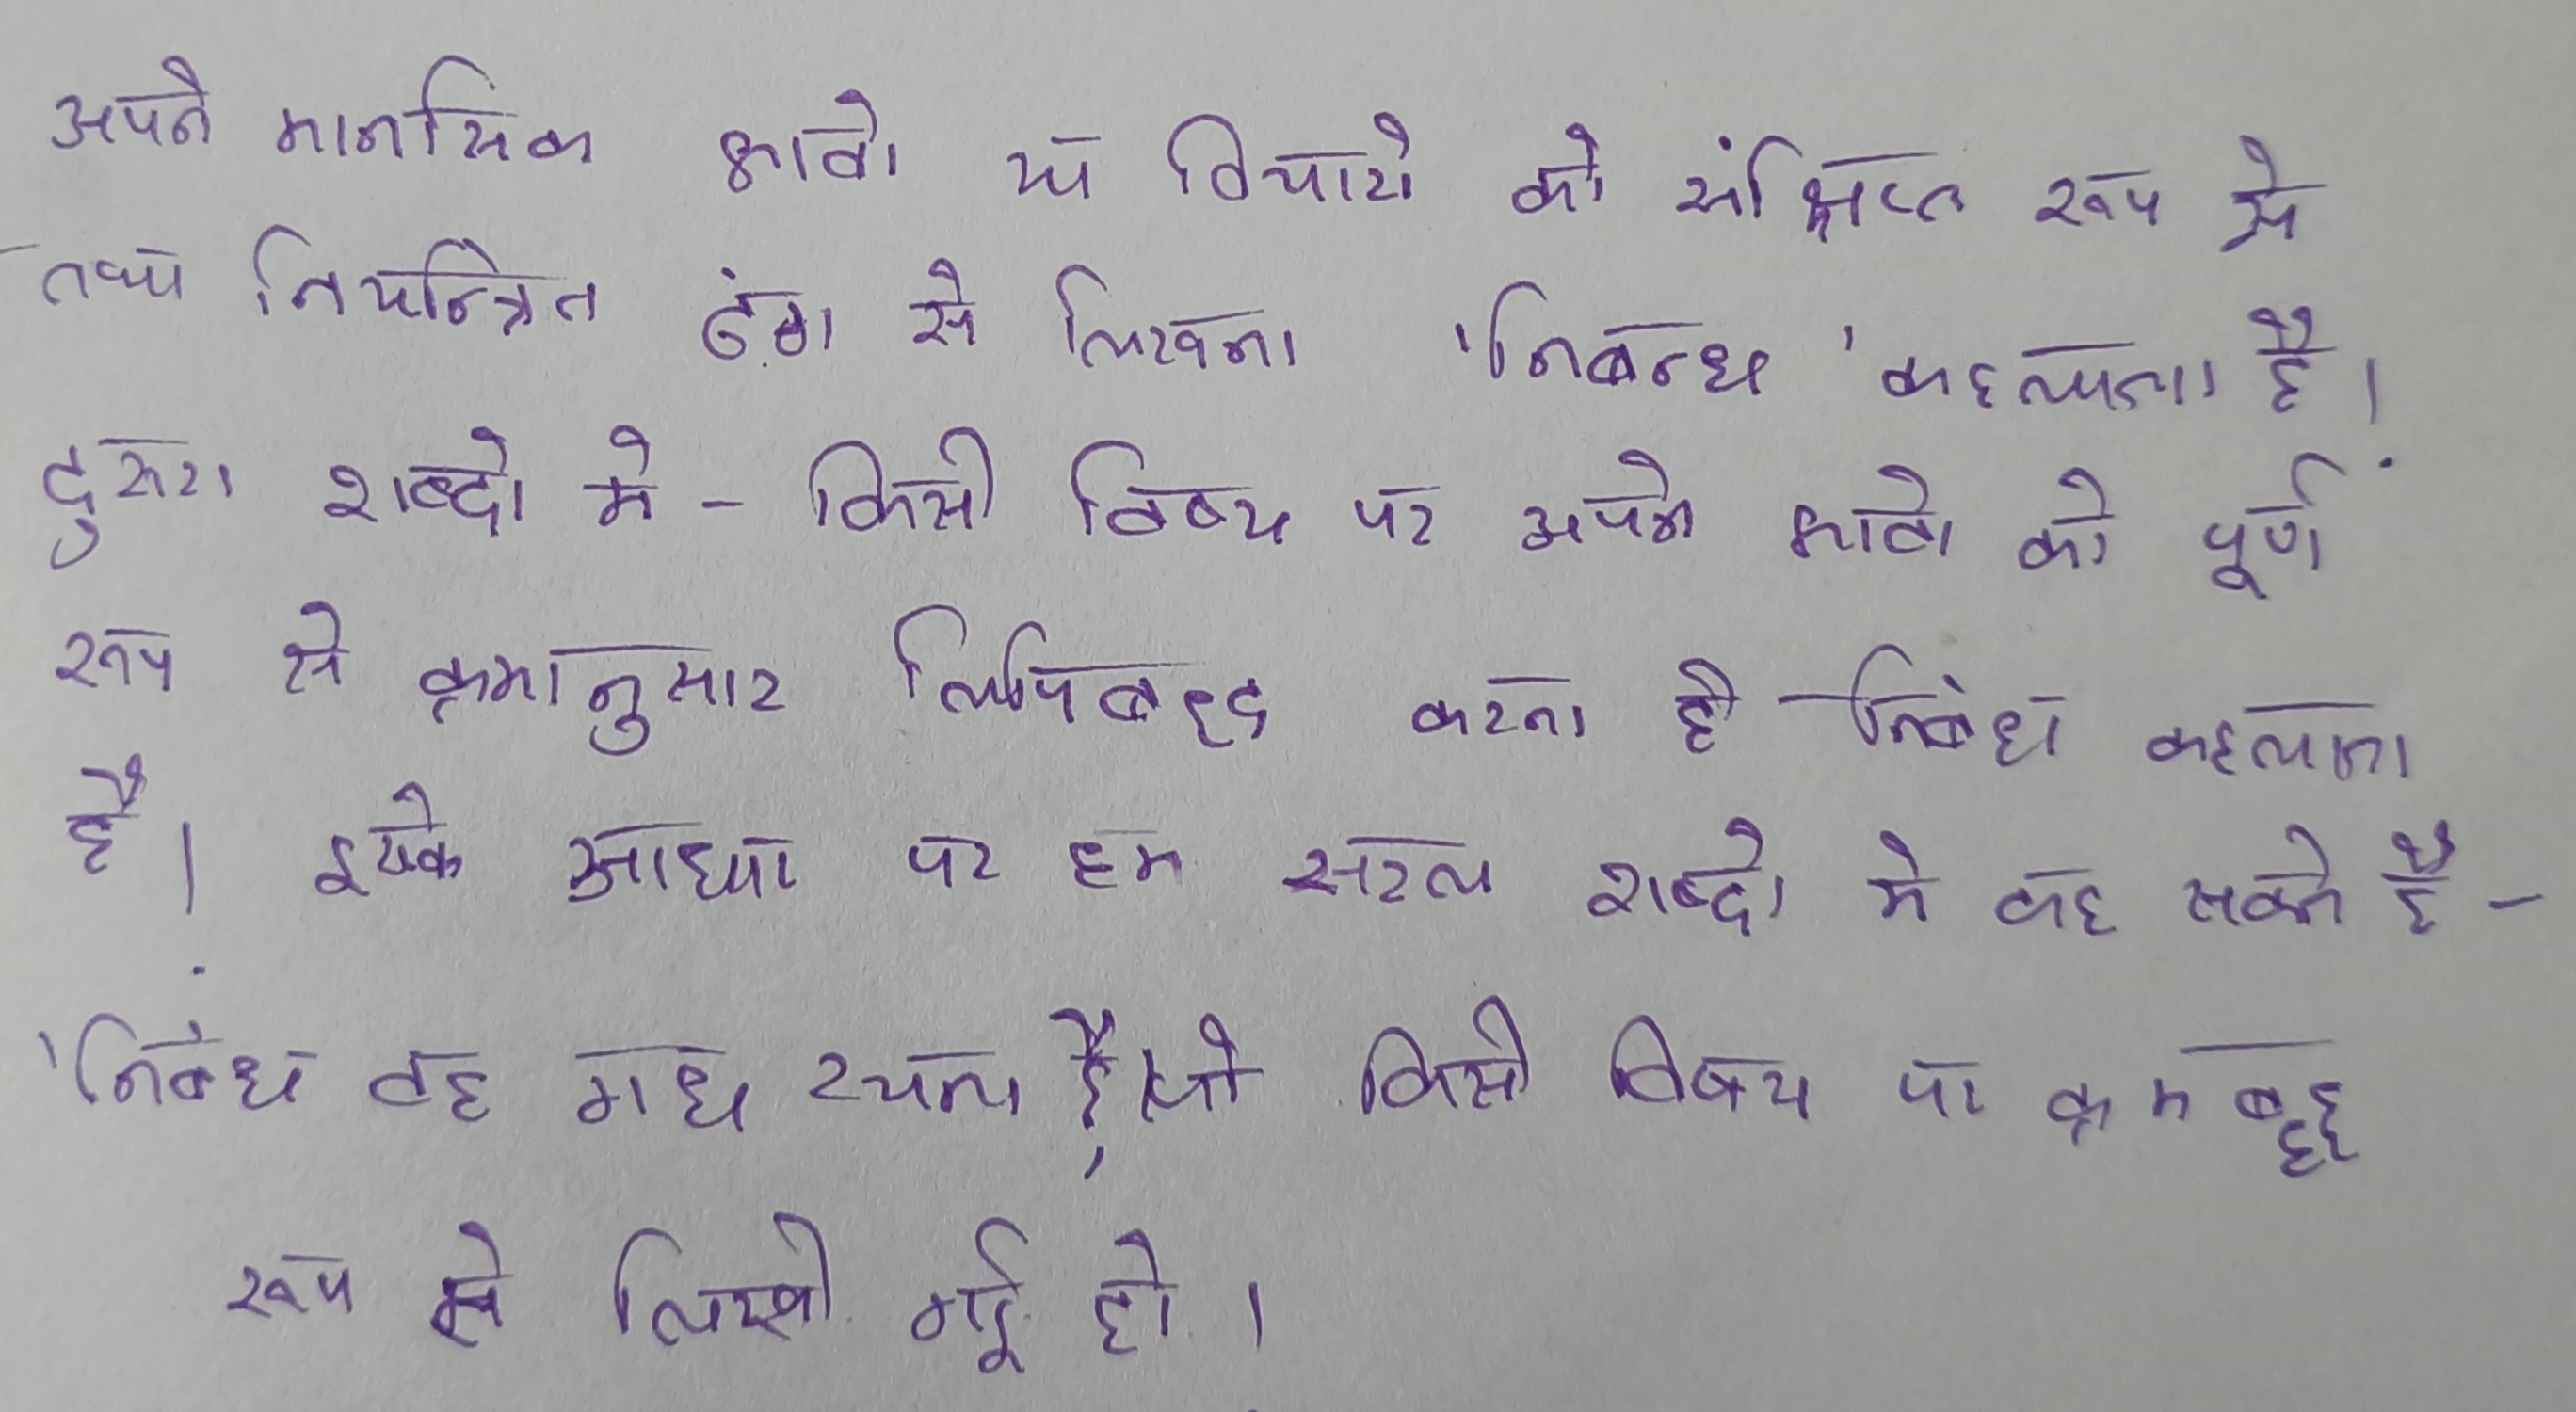 अपने मानसिक भावो या विचारो को संक्षिप्त रूप से
तथा नियन्त्रित ढंग से लिखना 'निबन्ध' कहलाता है।
दुसरा शब्दो मे - किसी विषय पर अपने भावो को पूर्ण
रूप से क्रमानुसार लिपिबद्द करना ही निबंध कहलाता
है। इसके आधार पर हम सरल शब्दो मे कह सकते है -
'निबंध वह गद्य रचना है, जो किसी विषय पर क्रमबद्ध
रूप से लिखी गई हो।